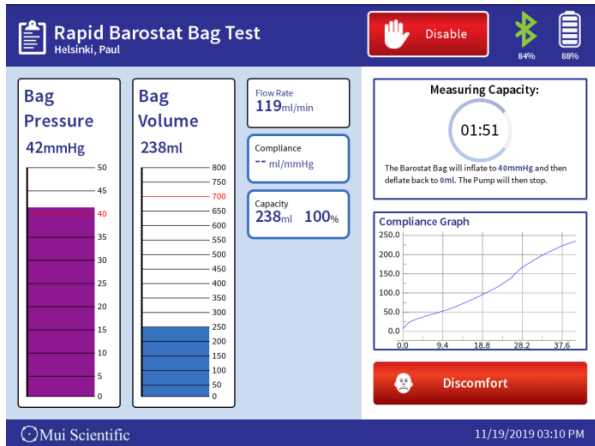 Rapid Barostat Bag Test
Helsinki, Paul
Disable
84%
88%
Bag
Pressure
42mmHg
50
45
40
35
30
25
20
15
10
5
0
Bag
Volume
238ml
800
750
700
650
600
550
500
450
400
350
300
250
200
150
100
50
0
Flow Rate
119ml/min
Compliance
-- ml/mmHg
Capacity
238ml 100%
Measuring Capacity:
01:51
The Barostat Bag will inflate to 40mmHg and then
deflate back to 0ml. The Pump will then stop.
Compliance Graph
250.0
200.0
150.0
100.0
50.0
0.0
0.0 9.4 18.8 28.2 37.6
Discomfort
Mui Scientific
11/19/2019 03:10 PM